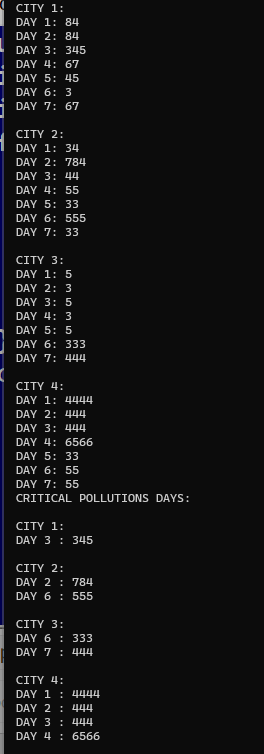 CITY 1:
DAY 1: 84
DAY 2: 84
DAY 3: 345
DAY 4: 67
DAY 5: 45
DAY 6: 3
DAY 7: 67
CITY 2:
DAY 1: 34
DAY 2: 784
DAY 3: 44
DAY 4: 55
DAY 5: 33
DAY 6: 555
DAY 7: 33
CITY 3:
DAY 1: 5
DAY 2: 3
DAY 3: 5
DAY 4: 3
DAY 5: 5
DAY 6: 333
DAY 7: 444
CITY 4:
DAY 1: 4444
DAY 2: 444
DAY 3: 444
DAY 4: 6566
DAY 5: 33
DAY 6: 55
DAY 7: 55
CRITICAL POLLUTIONS DAYS:
CITY 1:
DAY 3 : 345
CITY 2:
DAY 2 : 784
DAY 6 : 555
CITY 3:
DAY 6 : 333
DAY 7 : 444
CITY 4:
DAY 1 : 4444
DAY 2 : 444
DAY 3 : 444
DAY 4 : 6566